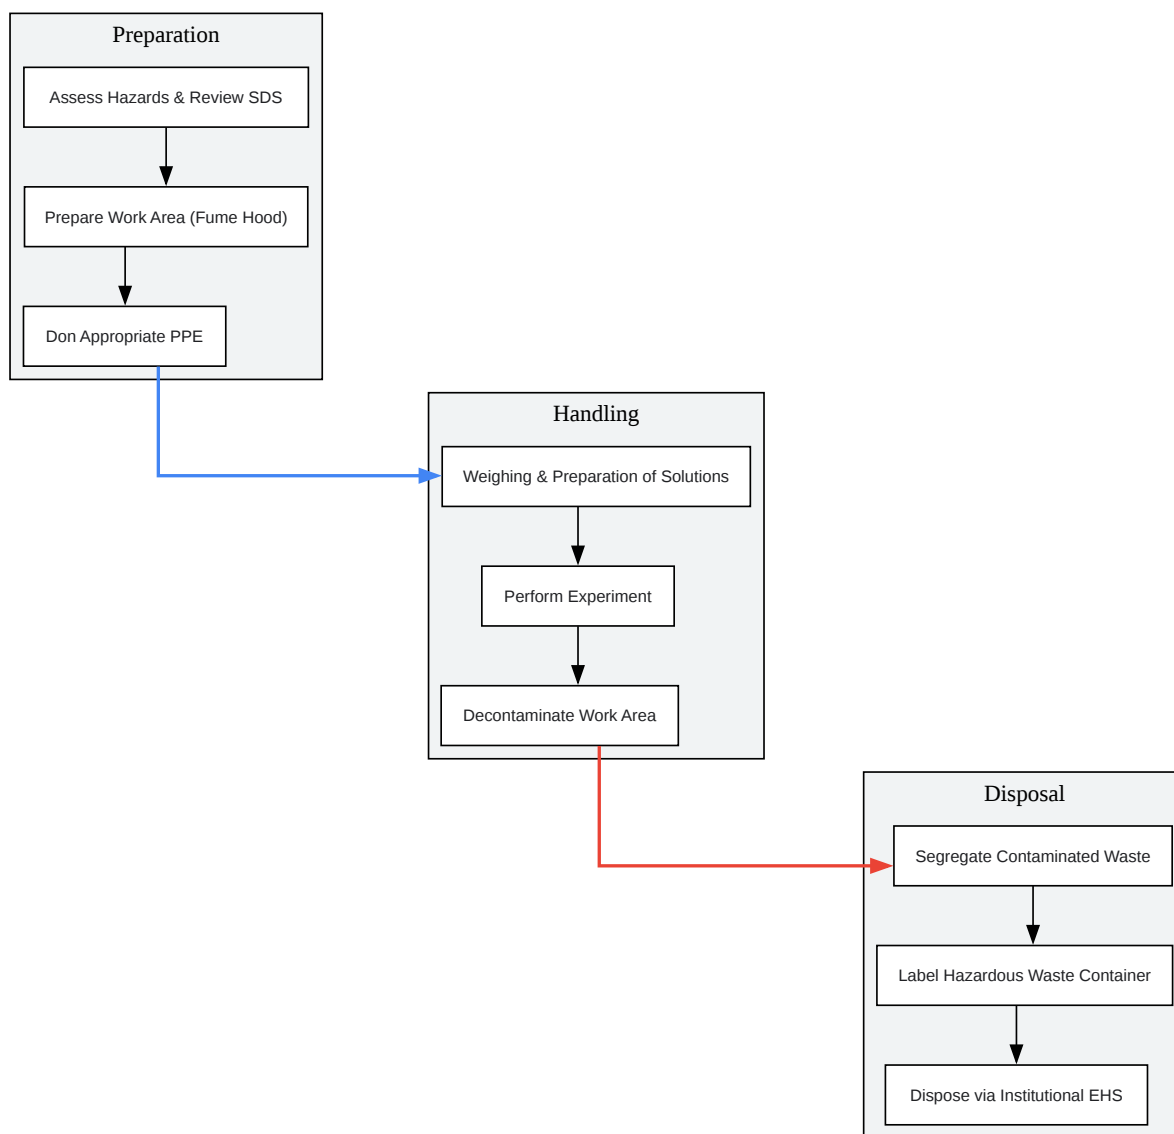 Preparation
Assess Hazards & Review SDS
Prepare Work Area (Fume Hood)
Don Appropriate PPE
Handling
Weighing & Preparation of Solutions
Perform Experiment
Decontaminate Work Area
Disposal
Segregate Contaminated Waste
Label Hazardous Waste Container
Dispose via Institutional EHS